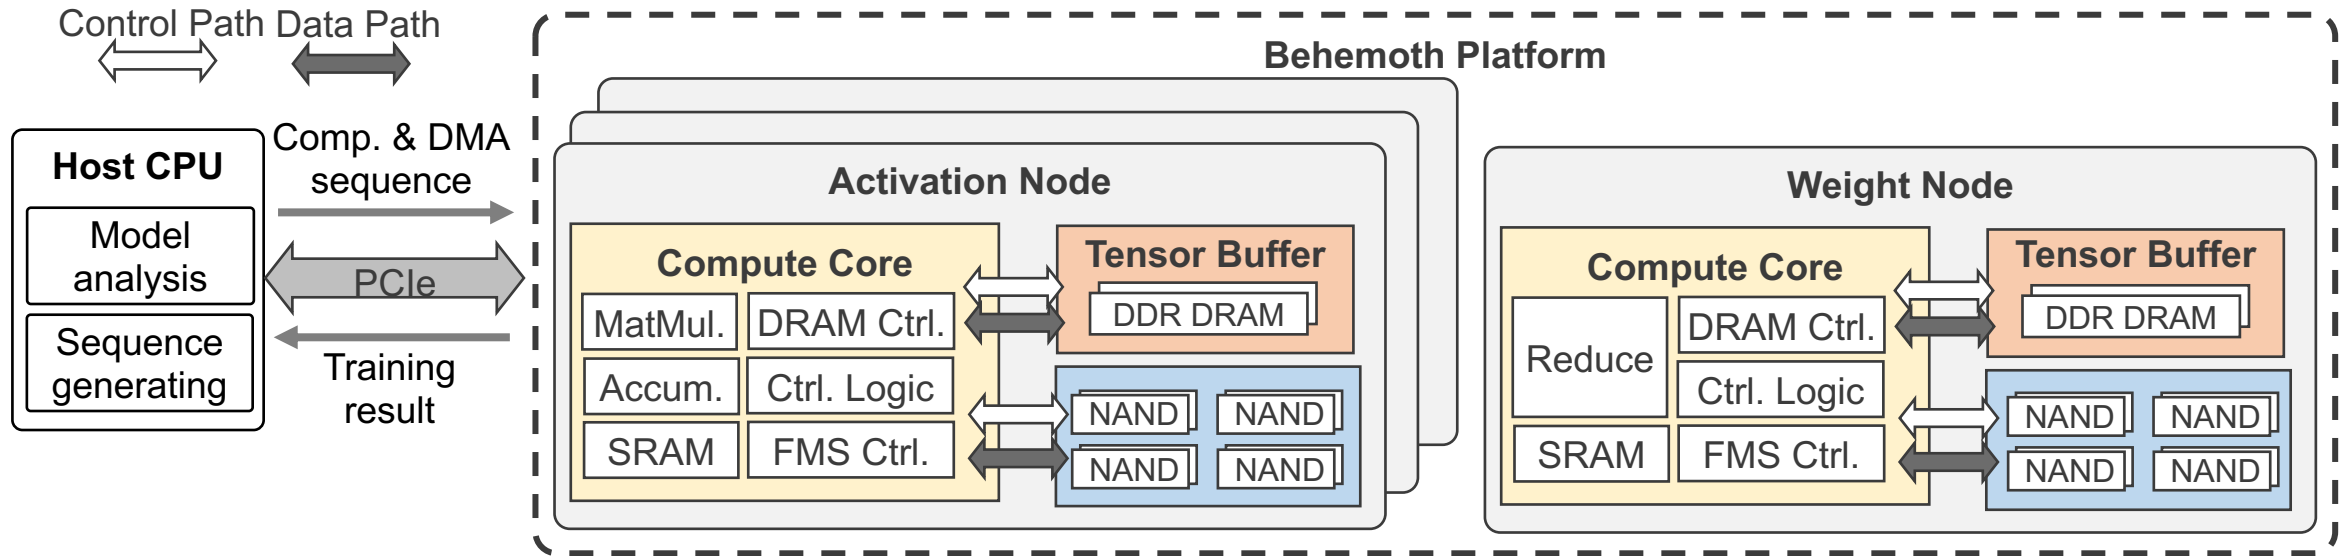 Control Path Data Path
Behemoth Platform
Host CPU
Model
analysis
Sequence
generating
Comp. & DMA
sequence
PCIe
Training
result
Activation Node
Compute Core
MatMul.
DRAM Ctrl.
Accum.
Ctrl. Logic
SRAM
FMS Ctrl.
Tensor Buffer
DDR DRAM
NAND
NAND
NAND
NAND
Weight Node
Compute Core
Reduce
DRAM Ctrl.
Ctrl. Logic
SRAM
FMS Ctrl.
Tensor Buffer
DDR DRAM
NAND
NAND
NAND
NAND